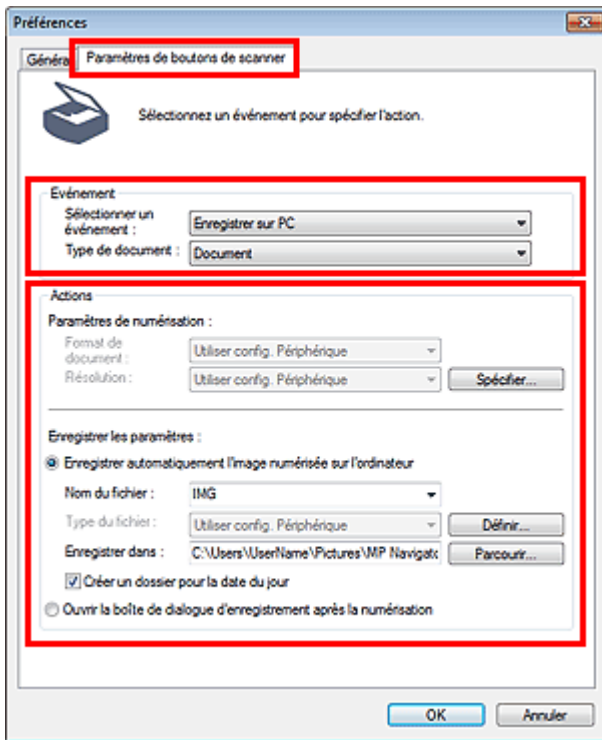 Préférences
Généra
Paramètres de boutons de scanner
Sélectionnez un événement pour spécifier l'action.
Evénement
Sélectionner un
événement :
Enregistrer sur PC
Type de document :
Document
Actions
Paramètres de numérisation :
Format de
document :
Utiliser config. Périphérique
Résolution :
Utiliser config. Périphérique
Spécifier...
Enregistrer les paramètres :
Enregistrer automatiquement l'image numérisée sur l'ordinateur
Nom du fichier :
IMG
Type du fichier :
Utiliser config. Périphérique
Définir...
Enregistrer dans :
C:\Users\UserName\Pictures\MP Navigatc
Parcourir...
Créer un dossier pour la date du jour
Ouvrir la boîte de dialogue d'enregistrement après la numérisation
OK
Annuler